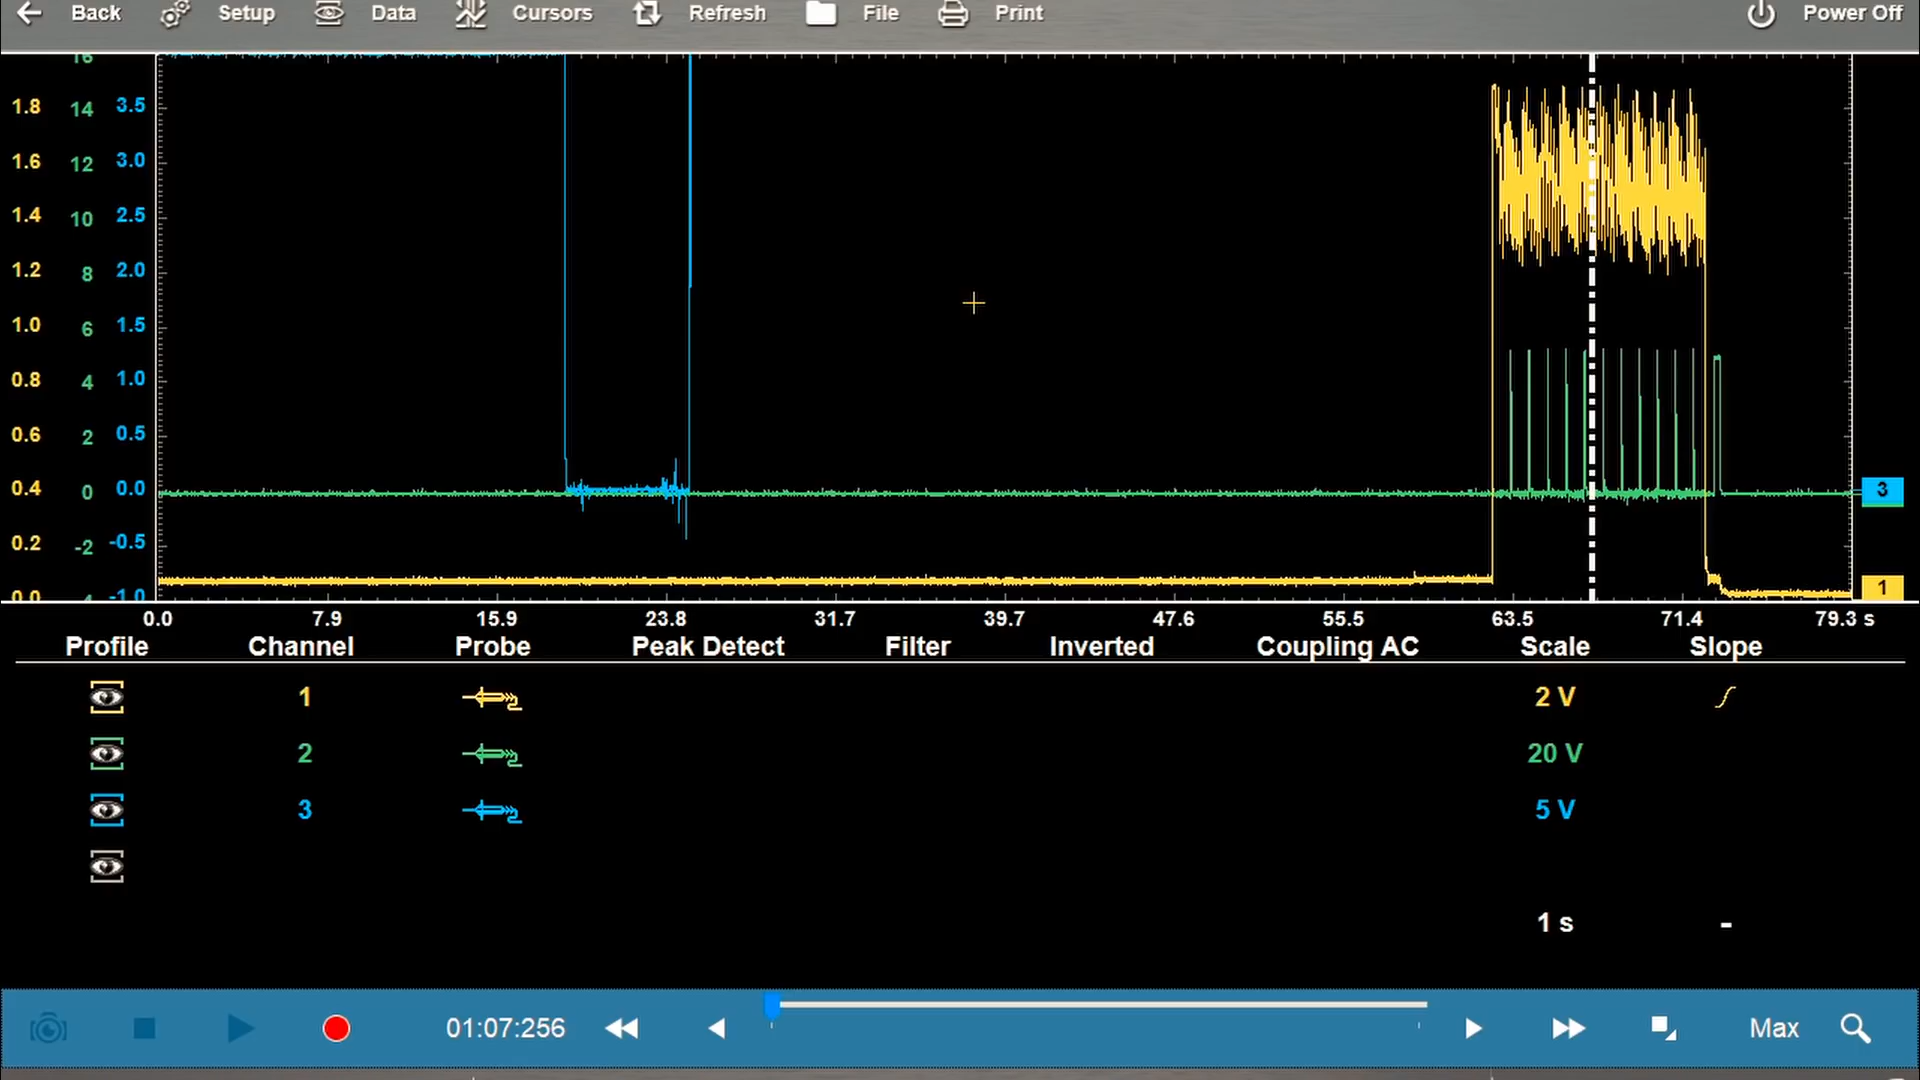 Back Setup Data Cursors Refresh File Print Power Off
16
1.8 14 3.5
1.6 12 3.0
1.4 10 2.5
1.2 8 2.0
1.0 6 1.5
0.8 4 1.0
0.6 2 0.5
0.4 0 0.0
3
0.2 -2 -0.5
0.0 -1.0
1
0.0 7.9 15.9 23.8 31.7 39.7 47.6 55.5 63.5 71.4 79.3 s
Profile Channel Probe Peak Detect Filter Inverted Coupling AC Scale Slope
1 2 V
2 20 V
3 5 V
1 s -
01:07:256 Max